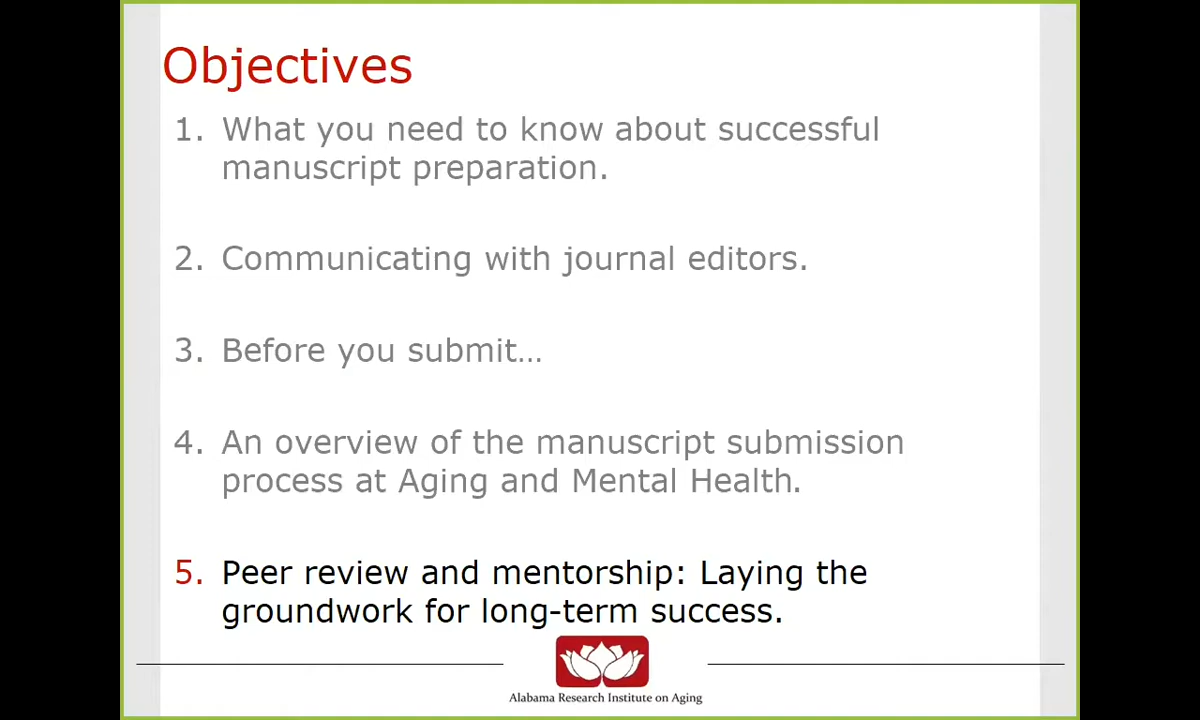 Objectives
1. What you need to know about successful
manuscript preparation.
2. Communicating with journal editors.
3. Before you submit…
4. An overview of the manuscript submission
process at Aging and Mental Health.
5. Peer review and mentorship: Laying the
groundwork for long-term success.
Alabama Research Institute on Aging